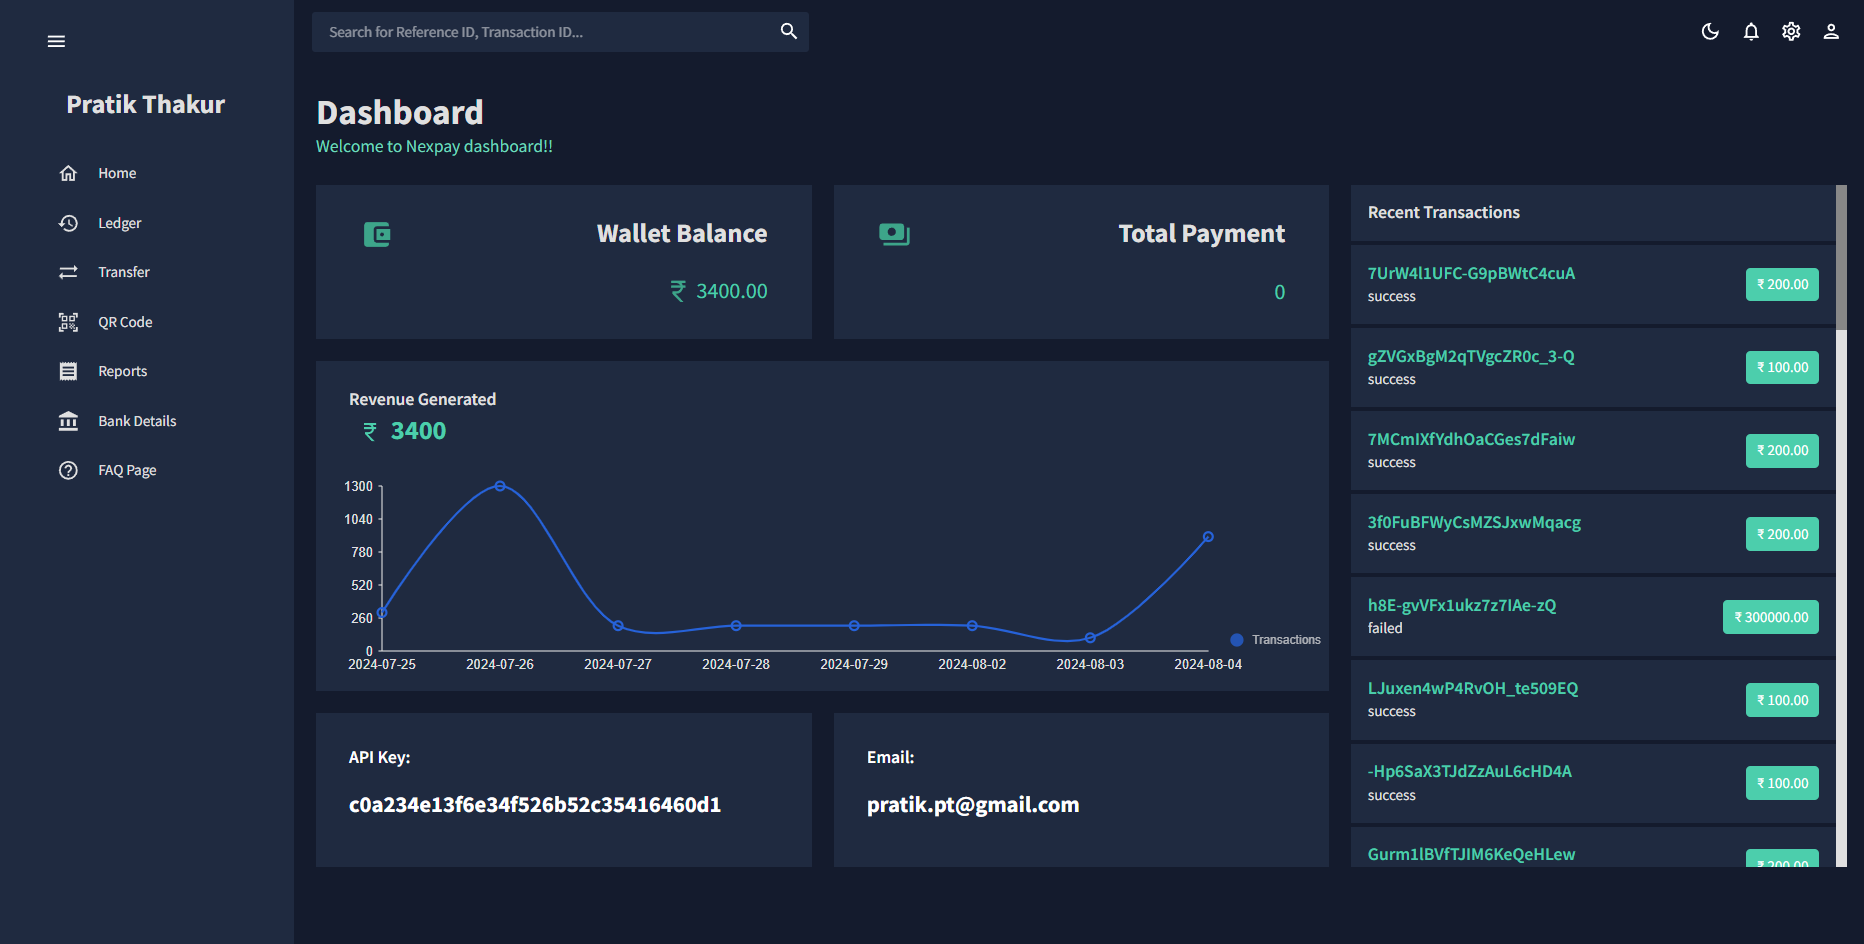 Search for Reference ID, Transaction ID...
Pratik Thakur
Home
Ledger
Transfer
QR Code
Reports
Bank Details
FAQ Page
Dashboard
Welcome to Nexpay dashboard!!
Wallet Balance
₹ 3400.00
Total Payment
0
Revenue Generated
₹ 3400
1300
1040
780
520
260
0
2024-07-25 2024-07-26 2024-07-27 2024-07-28 2024-07-29 2024-08-02 2024-08-03 2024-08-04
Transactions
API Key:
c0a234e13f6e34f526b52c35416460d1
Email:
pratik.pt@gmail.com
Recent Transactions
7UrW4l1UFC-G9pBWtC4cuA
success
₹ 200.00
gZVGxBgM2qTVgcZR0c_3-Q
success
₹ 100.00
7MCmIXfYdhOaCGes7dFaiw
success
₹ 200.00
3f0FuBFWyCsMZSJxwMqacg
success
₹ 200.00
h8E-gvVFx1ukz7z7IAe-zQ
failed
₹ 300000.00
LJuxen4wP4RvOH_te509EQ
success
₹ 100.00
-Hp6SaX3TJdZzAuL6cHD4A
success
₹ 100.00
Gurm1lBVfTJIM6KeQeHLew
₹ 200.00